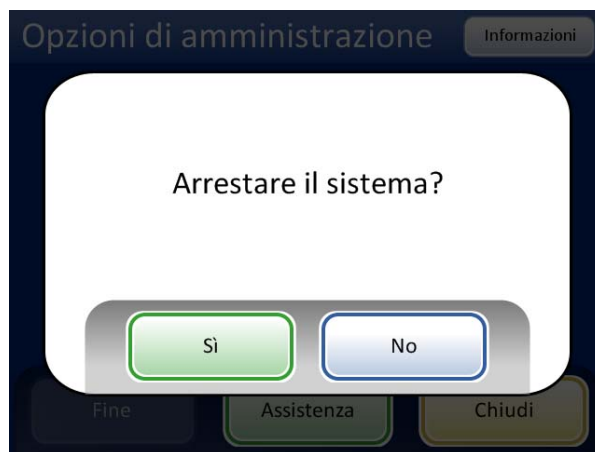 Opzioni di amministrazione
Informazioni
Arrestare il sistema?
Sì
No
Fine
Assistenza
Chiudi